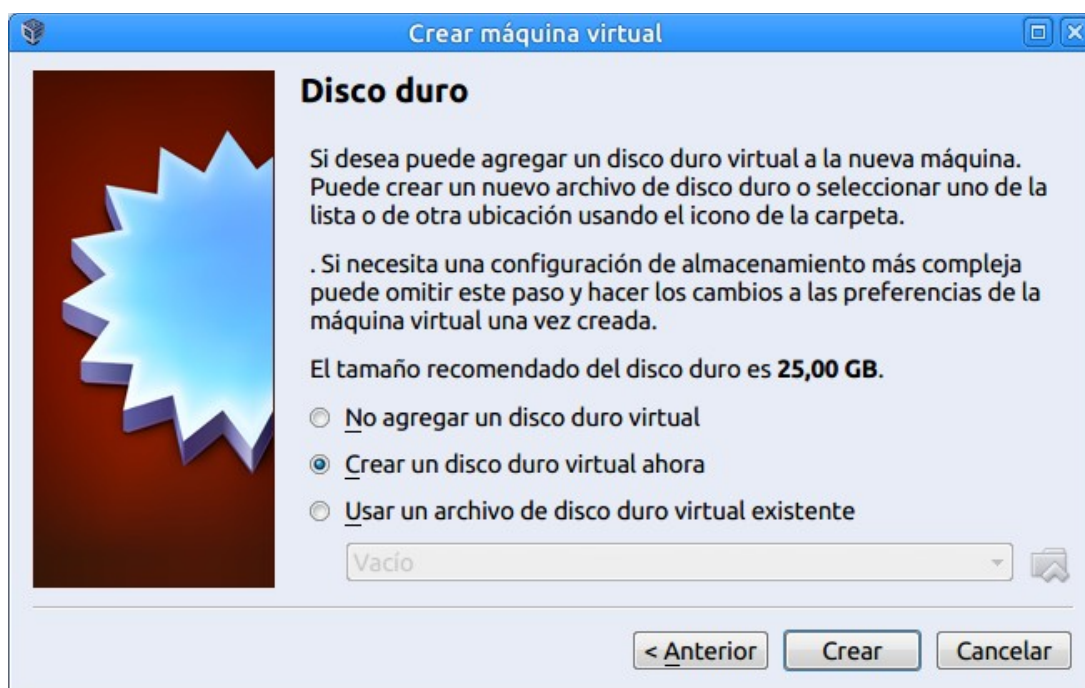 Crear máquina virtual
Disco duro
Si desea puede agregar un disco duro virtual a la nueva máquina.
Puede crear un nuevo archivo de disco duro o seleccionar uno de la
lista o de otra ubicación usando el icono de la carpeta.
. Si necesita una configuración de almacenamiento más compleja
puede omitir este paso y hacer los cambios a las preferencias de la
máquina virtual una vez creada.
El tamaño recomendado del disco duro es 25,00 GB.
No agregar un disco duro virtual
Crear un disco duro virtual ahora
Usar un archivo de disco duro virtual existente
Vacío
< Anterior
Crear
Cancelar